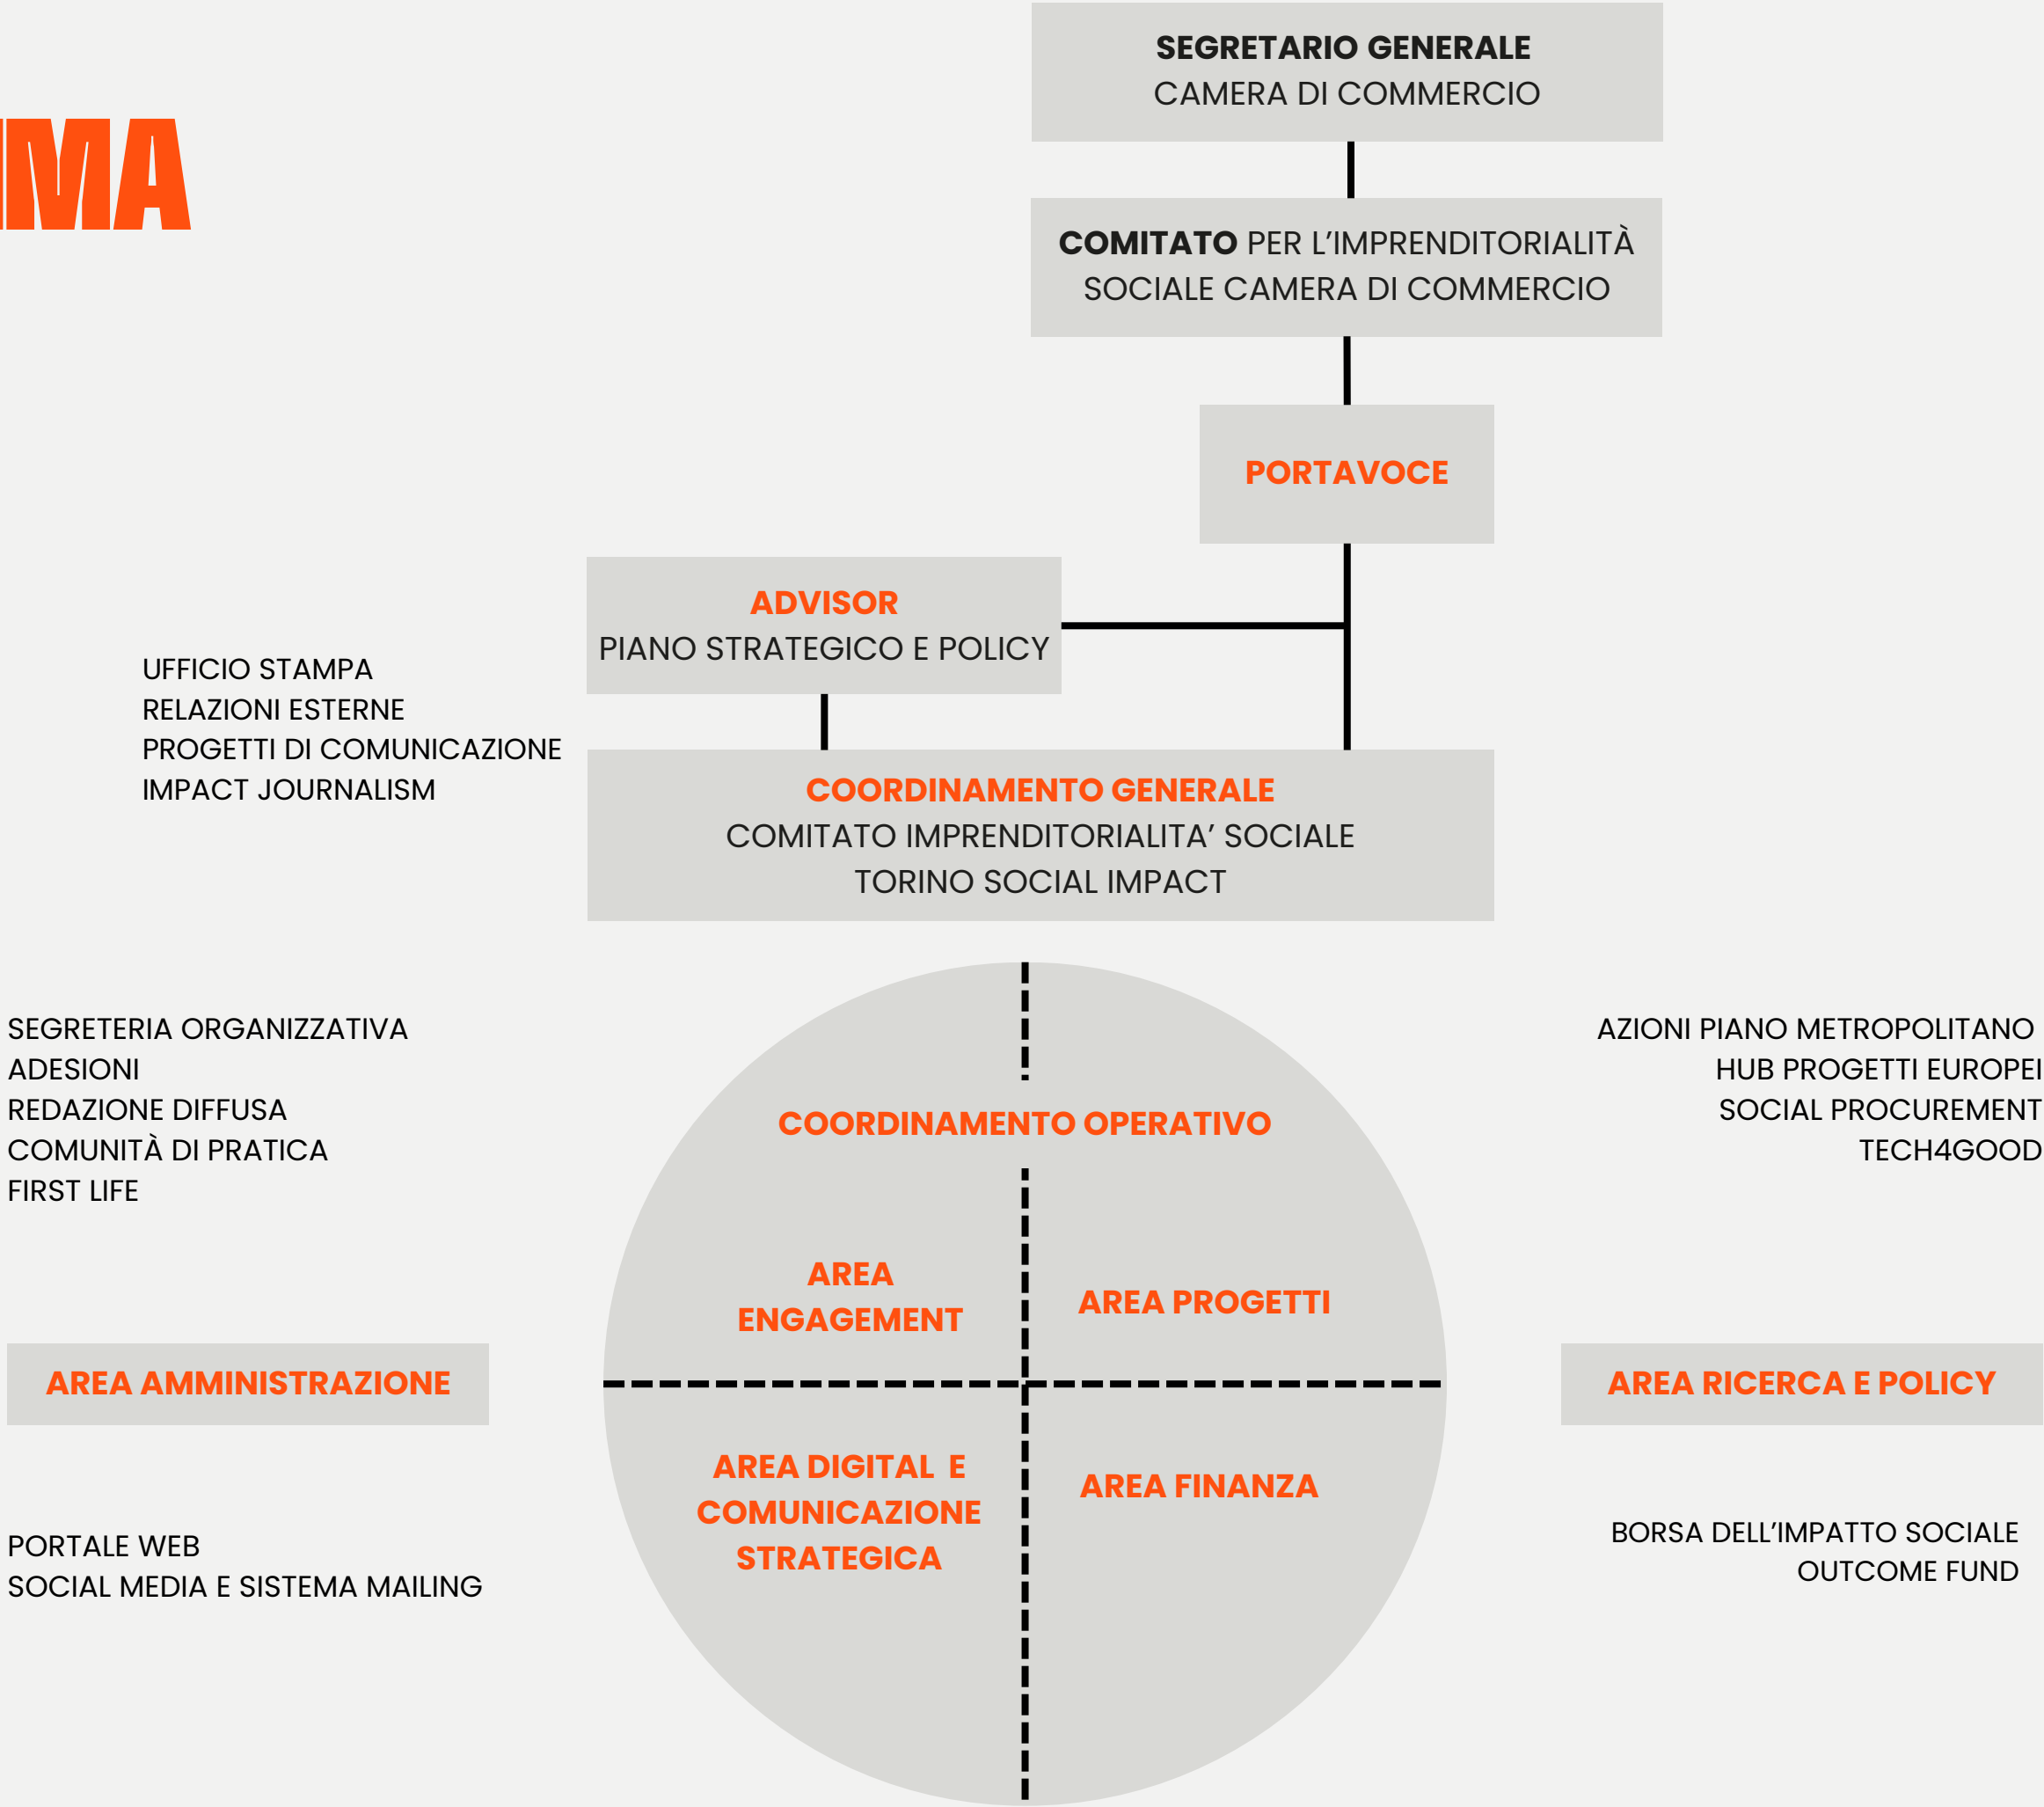 MA
SEGRETARIO GENERALE
CAMERA DI COMMERCIO
COMITATO PER L’IMPRENDITORIALITÀ
SOCIALE CAMERA DI COMMERCIO
PORTAVOCE
ADVISOR
PIANO STRATEGICO E POLICY
UFFICIO STAMPA
RELAZIONI ESTERNE
PROGETTI DI COMUNICAZIONE
IMPACT JOURNALISM
COORDINAMENTO GENERALE
COMITATO IMPRENDITORIALITA’ SOCIALE
TORINO SOCIAL IMPACT
SEGRETERIA ORGANIZZATIVA
ADESIONI
REDAZIONE DIFFUSA
COMUNITÀ DI PRATICA
FIRST LIFE
AZIONI PIANO METROPOLITANO
HUB PROGETTI EUROPEI
SOCIAL PROCUREMENT
TECH4GOOD
COORDINAMENTO OPERATIVO
AREA
ENGAGEMENT
AREA PROGETTI
AREA AMMINISTRAZIONE
AREA RICERCA E POLICY
AREA DIGITAL E
COMUNICAZIONE
STRATEGICA
AREA FINANZA
PORTALE WEB
SOCIAL MEDIA E SISTEMA MAILING
BORSA DELL’IMPATTO SOCIALE
OUTCOME FUND